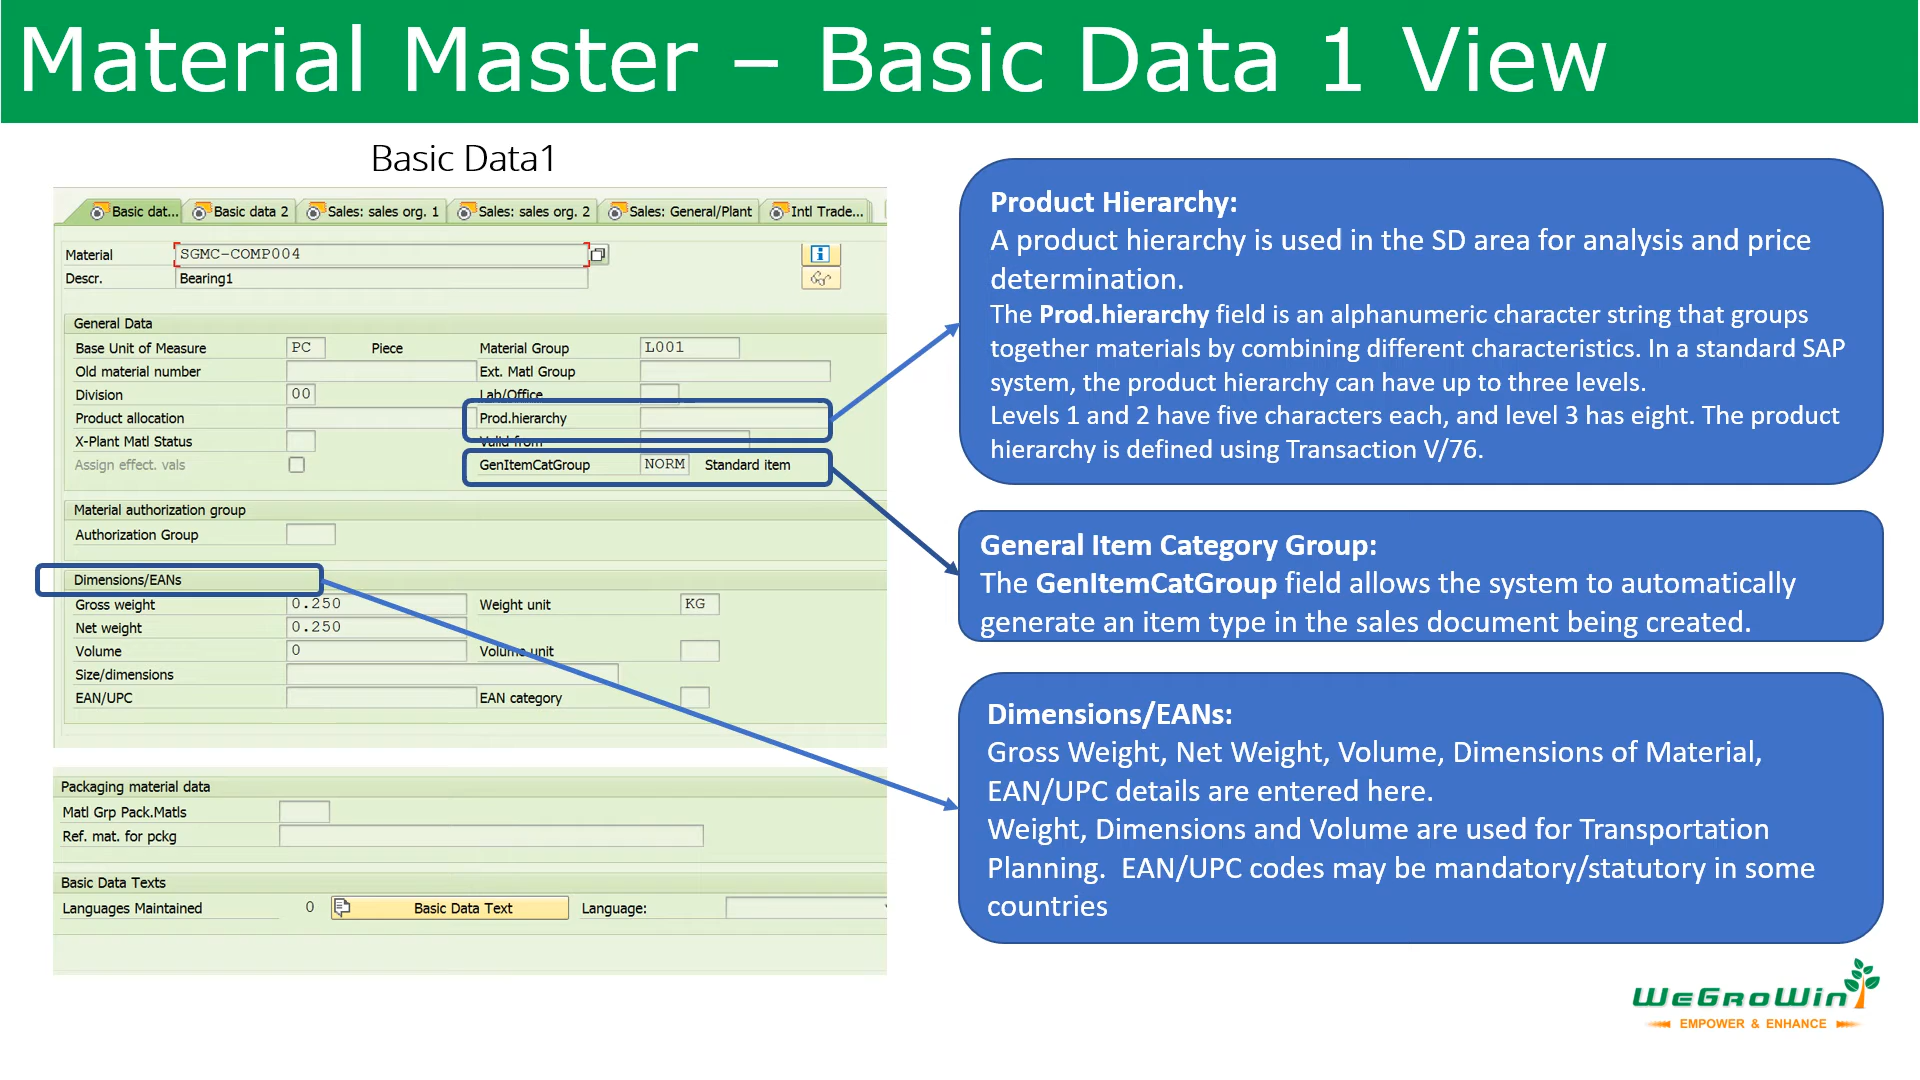 Material Master – Basic Data 1 View
Basic Data1
Basic dat...
Basic data 2
Sales: sales org. 1
Sales: sales org. 2
Sales: General/Plant
Intl Trade...
Material
SGMC-COMP004
Descr.
Bearing1
General Data
Base Unit of Measure PC Piece Material Group L001
Old material number Ext. Matl Group
Division 00 Lab/Office
Product allocation Prod.hierarchy
X-Plant Matl Status Valid from
Assign effect. vals GenItemCatGroup NORM Standard item
Material authorization group
Authorization Group
Dimensions/EANs
Gross weight 0.250 Weight unit KG
Net weight 0.250
Volume 0 Volume unit
Size/dimensions
EAN/UPC EAN category
Packaging material data
Matl Grp Pack.Matls
Ref. mat. for pckg
Basic Data Texts
Languages Maintained 0 Basic Data Text Language:
Product Hierarchy:
A product hierarchy is used in the SD area for analysis and price
determination.
The Prod.hierarchy field is an alphanumeric character string that groups
together materials by combining different characteristics. In a standard SAP
system, the product hierarchy can have up to three levels.
Levels 1 and 2 have five characters each, and level 3 has eight. The product
hierarchy is defined using Transaction V/76.
General Item Category Group:
The GenItemCatGroup field allows the system to automatically
generate an item type in the sales document being created.
Dimensions/EANs:
Gross Weight, Net Weight, Volume, Dimensions of Material,
EAN/UPC details are entered here.
Weight, Dimensions and Volume are used for Transportation
Planning.  EAN/UPC codes may be mandatory/statutory in some
countries
WeGroWin
EMPOWER & ENHANCE